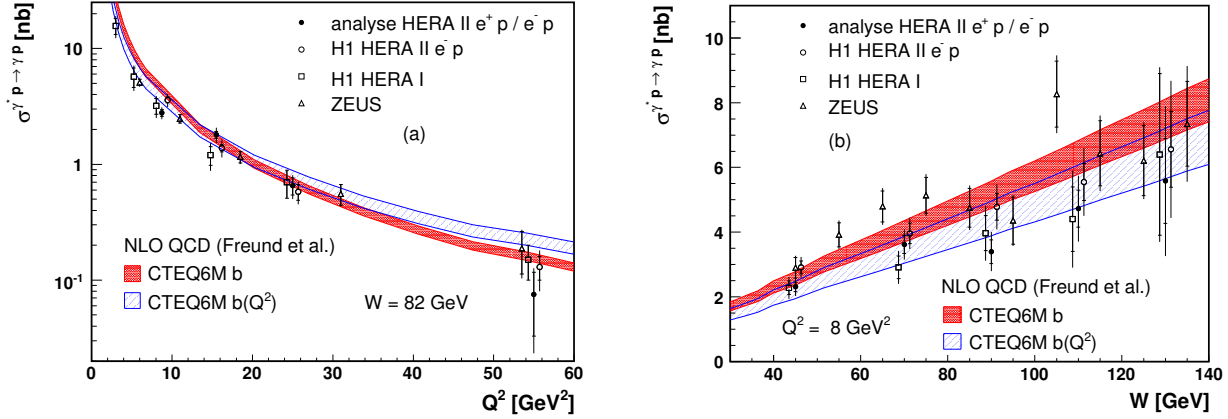 σ^γ* p → γ p [nb]
analyse HERA II e⁺ p / e⁻ p
H1 HERA II e⁻ p
H1 HERA I
ZEUS
(a)
NLO QCD (Freund et al.)
CTEQ6M b
CTEQ6M b(Q²)
W = 82 GeV
10
1
10⁻¹
0 10 20 30 40 50 60
Q² [GeV²]
σ^γ* p → γ p [nb]
analyse HERA II e⁺ p / e⁻ p
H1 HERA II e⁻ p
H1 HERA I
ZEUS
(b)
Q² = 8 GeV²
NLO QCD (Freund et al.)
CTEQ6M b
CTEQ6M b(Q²)
10
8
6
4
2
0
40 60 80 100 120 140
W [GeV]